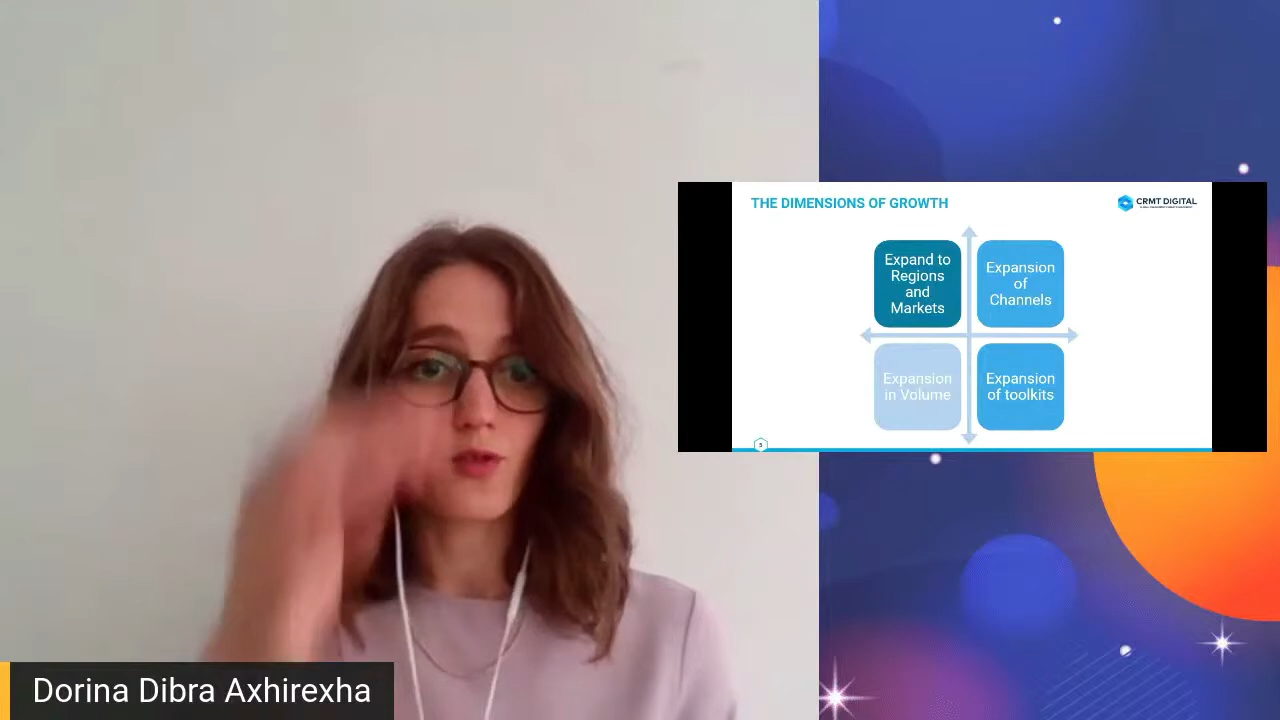 THE DIMENSIONS OF GROWTH
CRMT DIGITAL
Expand to
Regions
and
Markets
Expansion
of
Channels
Expansion
in Volume
Expansion
of toolkits
3
Dorina Dibra Axhirexha